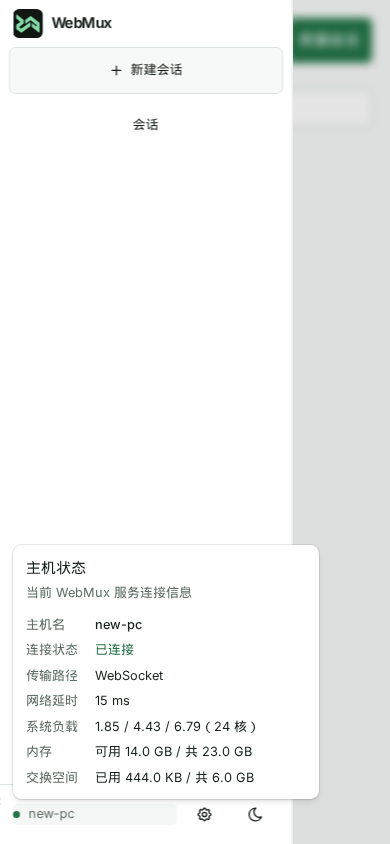 WebMux
+ 新建会话
会话
主机状态
当前 WebMux 服务连接信息
主机名 new-pc
连接状态 已连接
传输路径 WebSocket
网络延时 15 ms
系统负载 1.85 / 4.43 / 6.79（24 核）
内存 可用 14.0 GB / 共 23.0 GB
交换空间 已用 444.0 KB / 共 6.0 GB
new-pc